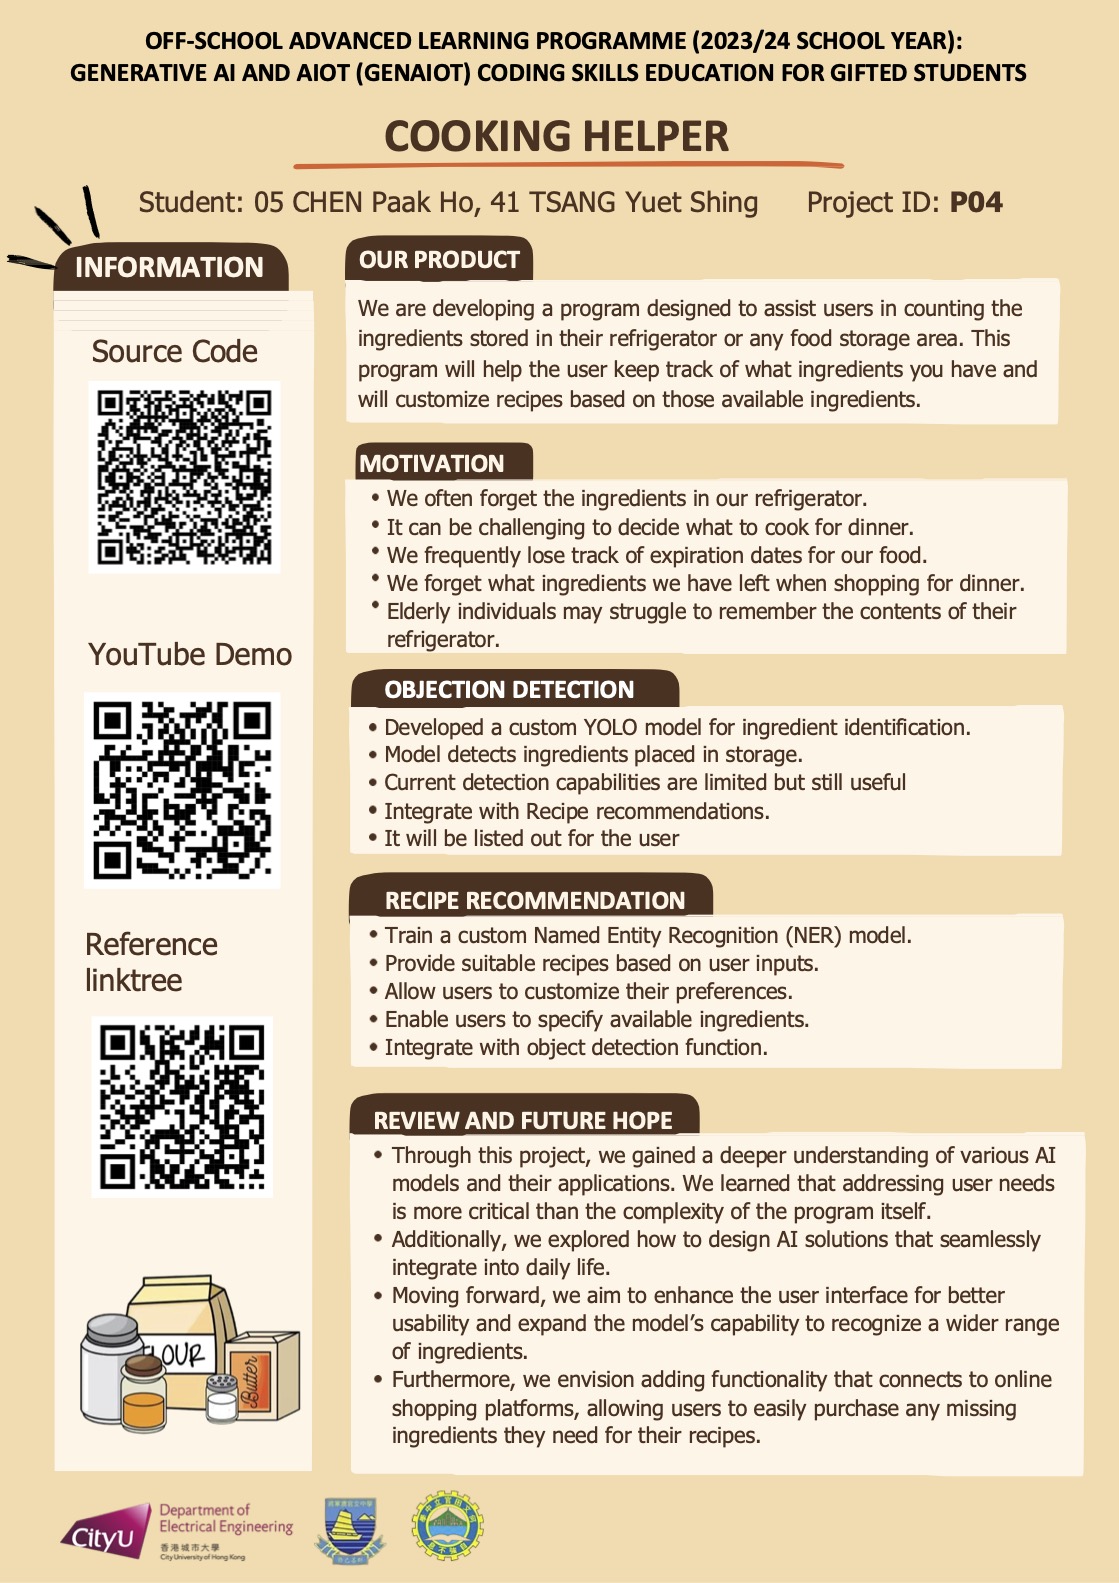 OFF-SCHOOL ADVANCED LEARNING PROGRAMME (2023/24 SCHOOL YEAR):
GENERATIVE AI AND AIOT (GENAIOT) CODING SKILLS EDUCATION FOR GIFTED STUDENTS
COOKING HELPER
Student: 05 CHEN Paak Ho, 41 TSANG Yuet Shing Project ID: P04
INFORMATION
Source Code
YouTube Demo
Reference
linktree
FLOUR
Butter
OUR PRODUCT
We are developing a program designed to assist users in counting the
ingredients stored in their refrigerator or any food storage area. This
program will help the user keep track of what ingredients you have and
will customize recipes based on those available ingredients.
MOTIVATION
• We often forget the ingredients in our refrigerator.
• It can be challenging to decide what to cook for dinner.
• We frequently lose track of expiration dates for our food.
• We forget what ingredients we have left when shopping for dinner.
• Elderly individuals may struggle to remember the contents of their
refrigerator.
OBJECTION DETECTION
• Developed a custom YOLO model for ingredient identification.
• Model detects ingredients placed in storage.
• Current detection capabilities are limited but still useful
• Integrate with Recipe recommendations.
• It will be listed out for the user
RECIPE RECOMMENDATION
• Train a custom Named Entity Recognition (NER) model.
• Provide suitable recipes based on user inputs.
• Allow users to customize their preferences.
• Enable users to specify available ingredients.
• Integrate with object detection function.
REVIEW AND FUTURE HOPE
• Through this project, we gained a deeper understanding of various AI
models and their applications. We learned that addressing user needs
is more critical than the complexity of the program itself.
• Additionally, we explored how to design AI solutions that seamlessly
integrate into daily life.
• Moving forward, we aim to enhance the user interface for better
usability and expand the model's capability to recognize a wider range
of ingredients.
• Furthermore, we envision adding functionality that connects to online
shopping platforms, allowing users to easily purchase any missing
ingredients they need for their recipes.
CityU
Department of
Electrical Engineering
香港城市大學
City University of Hong Kong